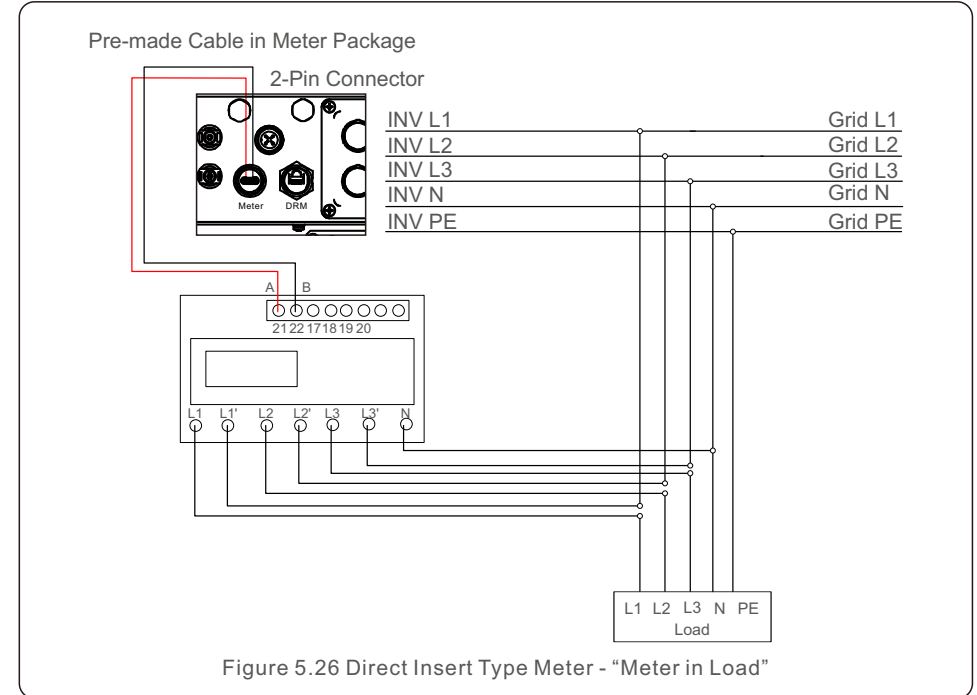 Pre-made Cable in Meter Package
2-Pin Connector
INV L1 Grid L1
INV L2 Grid L2
INV L3 Grid L3
INV N Grid N
INV PE Grid PE
Meter DRM
A B
21 22 17 18 19 20
L1 L1' L2 L2' L3 L3' N
L1 L2 L3 N PE
Load
Figure 5.26 Direct Insert Type Meter - “Meter in Load”